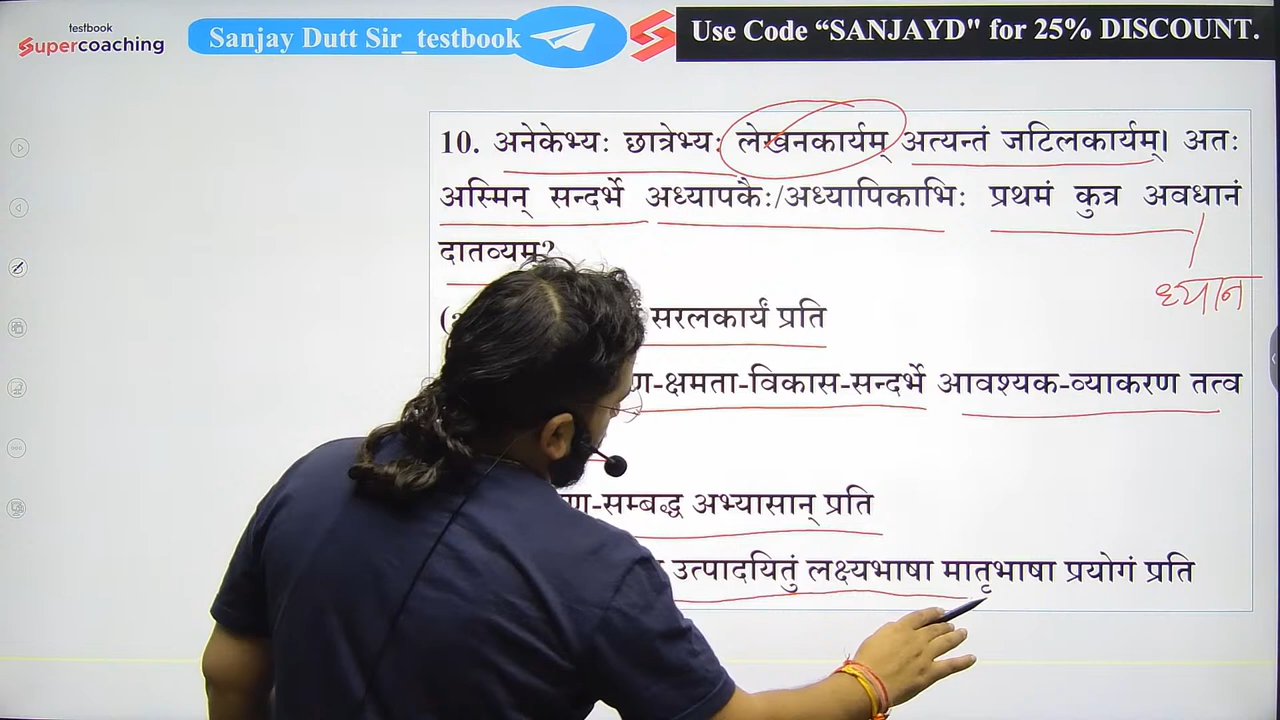 testbook
Supercoaching
Sanjay Dutt Sir_testbook
Use Code “SANJAYD" for 25% DISCOUNT.
10. अनेकेभ्यः छात्रेभ्यः लेखनकार्यम् अत्यन्तं जटिलकार्यम्। अतः
अस्मिन् सन्दर्भे अध्यापकैः/अध्यापिकाभिः प्रथमं कुत्र अवधानं
दातव्यम्?
ध्यान
सरलकार्यं प्रति
-क्षमता-विकास-सन्दर्भे आवश्यक-व्याकरण तत्व
-सम्बद्ध अभ्यासान् प्रति
उत्पादयितुं लक्ष्यभाषा मातृभाषा प्रयोगं प्रति